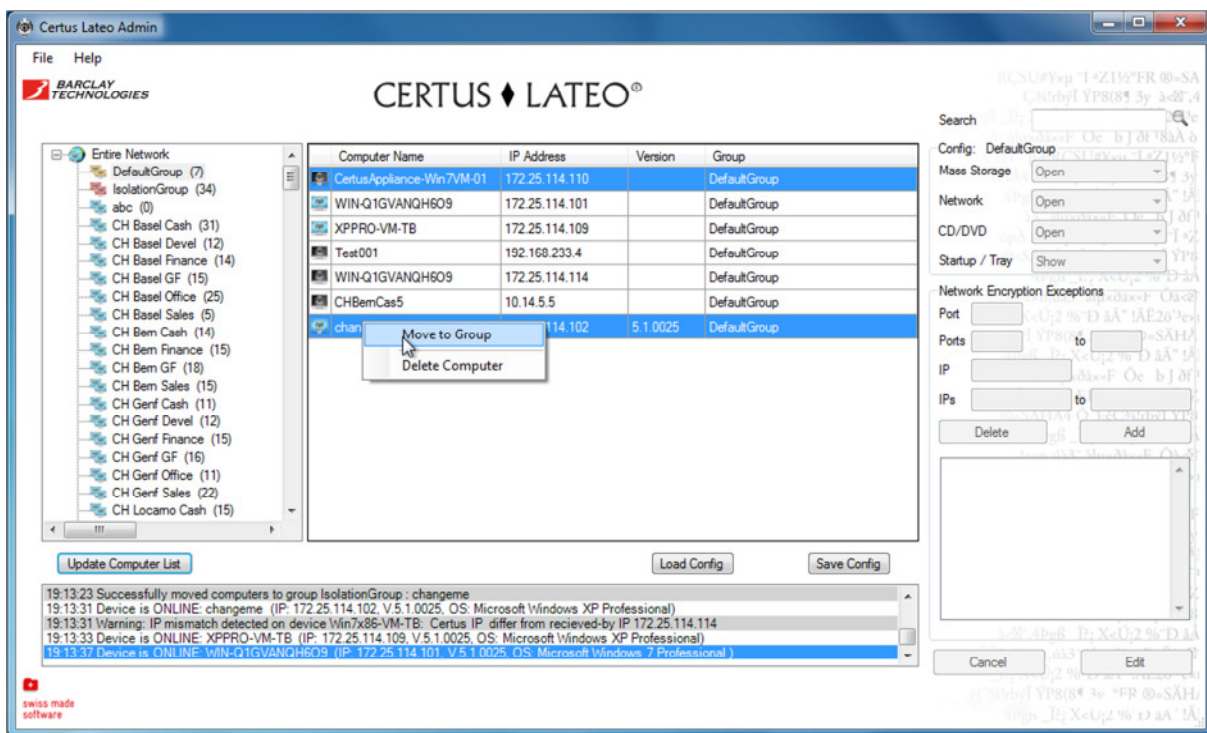 Certus Lateo Admin
File Help
BARCLAY
TECHNOLOGIES
CERTUS ♦ LATEO®
Search
Entire Network
DefaultGroup (7)
IsolationGroup (34)
abc (0)
CH Basel Cash (31)
CH Basel Devel (12)
CH Basel Finance (14)
CH Basel GF (15)
CH Basel Office (25)
CH Basel Sales (5)
CH Bern Cash (14)
CH Bern Finance (15)
CH Bern GF (18)
CH Bern Sales (15)
CH Genf Cash (11)
CH Genf Devel (12)
CH Genf Finance (15)
CH Genf GF (16)
CH Genf Office (11)
CH Genf Sales (22)
CH Locarno Cash (15)
Computer Name IP Address Version Group
CertusAppliance-Win7VM-01 172.25.114.110 DefaultGroup
WIN-Q1GVANQH6O9 172.25.114.101 DefaultGroup
XPPRO-VM-TB 172.25.114.109 DefaultGroup
Test001 192.168.233.4 DefaultGroup
WIN-Q1GVANQH6O9 172.25.114.114 DefaultGroup
CHBernCas5 10.14.5.5 DefaultGroup
chan 114.102 5.1.0025 DefaultGroup
Move to Group
Delete Computer
Config: DefaultGroup
Mass Storage Open
Network Open
CD/DVD Open
Startup / Tray Show
Network Encryption Exceptions
Port
Ports to
IP
IPs to
Delete Add
Update Computer List Load Config Save Config
19:13:23 Successfully moved computers to group IsolationGroup : changeme
19:13:31 Device is ONLINE: changeme (IP: 172.25.114.102, V.5.1.0025, OS: Microsoft Windows XP Professional)
19:13:31 Warning: IP mismatch detected on device Win7x86-VM-TB: Certus IP differ from recieved-by IP 172.25.114.114
19:13:33 Device is ONLINE: XPPRO-VM-TB (IP: 172.25.114.109, V.5.1.0025, OS: Microsoft Windows XP Professional)
19:13:37 Device is ONLINE: WIN-Q1GVANQH6O9 (IP: 172.25.114.101, V.5.1.0025, OS: Microsoft Windows 7 Professional )
Cancel Edit
swiss made
software